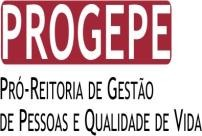 PROGEPE
PRÓ-REITORIA DE GESTÃO
DE PESSOAS E QUALIDADE DE VIDA